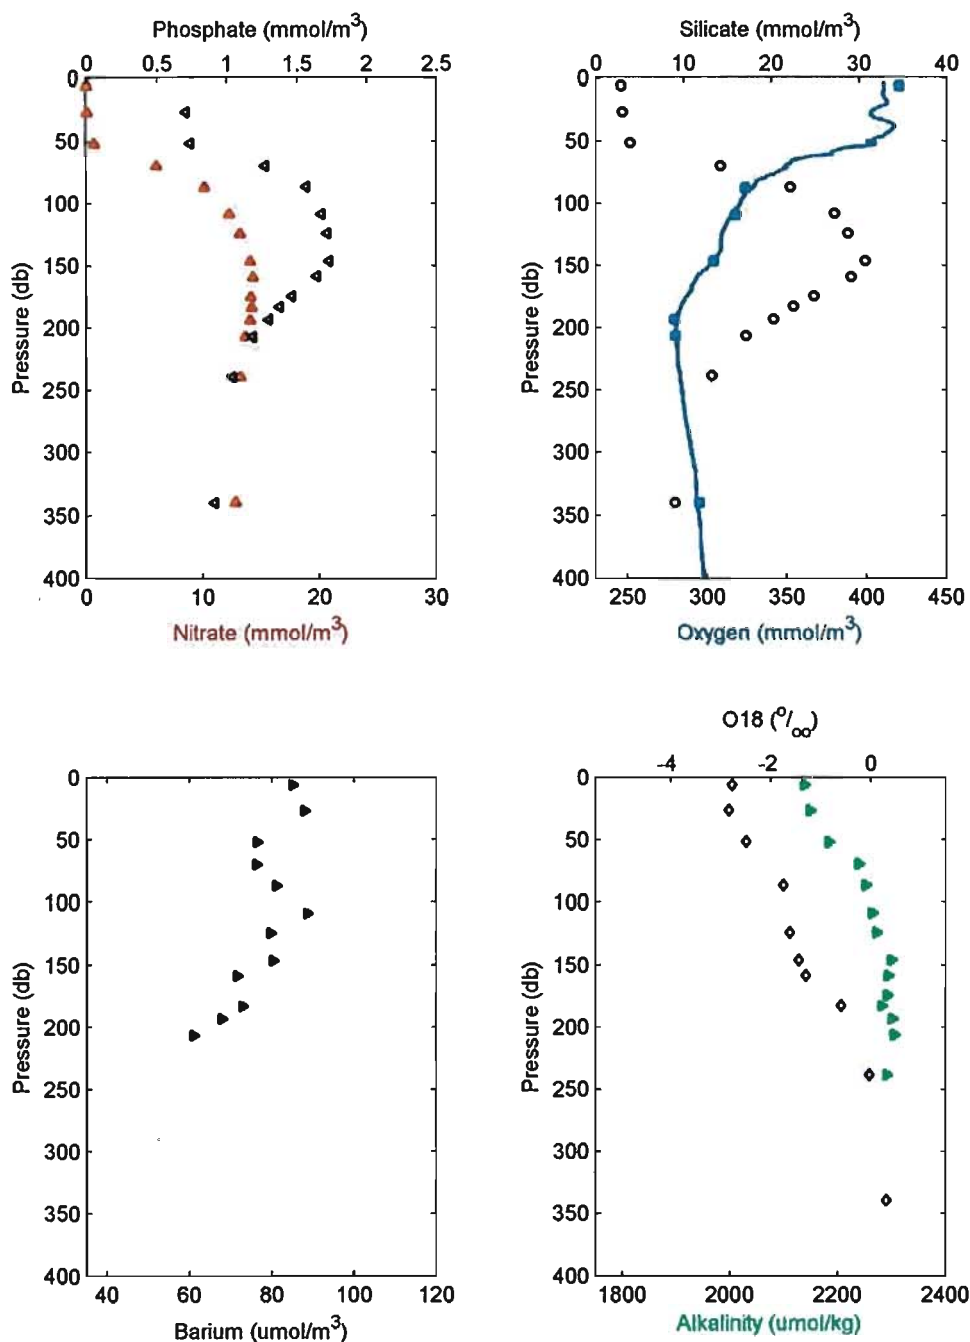 Phosphate (mmol/m³)
0 0.5 1 1.5 2 2.5
0
50
100
150
200
250
300
350
400
Pressure (db)
0 10 20 30
Nitrate (mmol/m³)
Silicate (mmol/m³)
0 10 20 30 40
0
50
100
150
200
250
300
350
400
Pressure (db)
250 300 350 400 450
Oxygen (mmol/m³)
0
50
100
150
200
250
300
350
400
Pressure (db)
40 60 80 100 120
Barium (umol/m³)
O18 (⁰/₀₀)
-4 -2 0
0
50
100
150
200
250
300
350
400
Pressure (db)
1800 2000 2200 2400
Alkalinity (umol/kg)